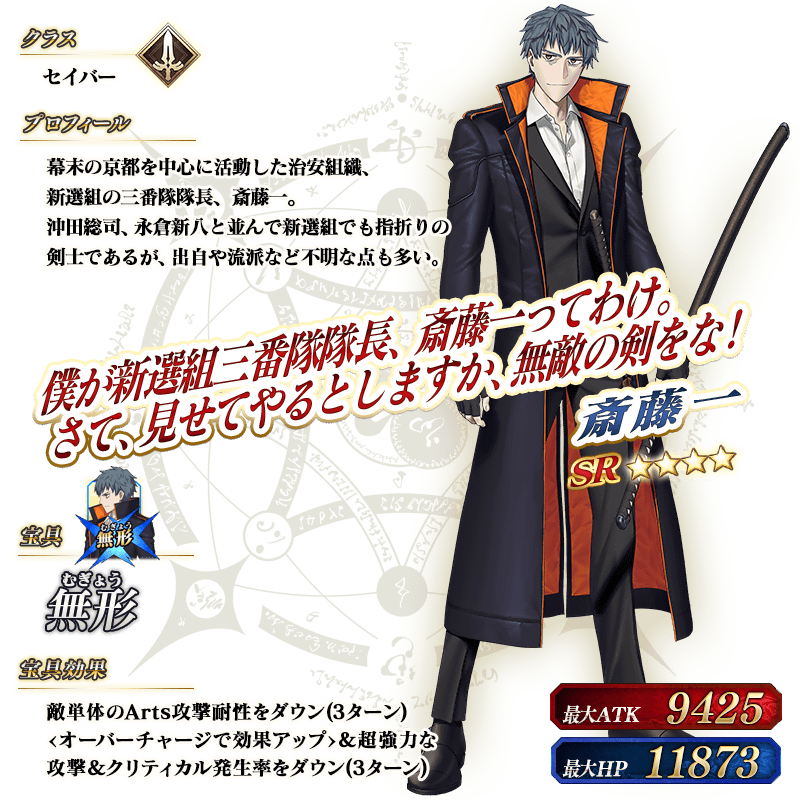 クラス
セイバー
プロフィール
幕末の京都を中心に活動した治安組織、
新選組の三番隊隊長、斎藤一。
沖田総司、永倉新八と並んで新選組でも指折りの
剣士であるが、出自や流派など不明な点も多い。
僕が新選組三番隊隊長、斎藤一ってわけ。
さて、見せてやるとしますか、無敵の剣をな!
斎藤一
SR
宝具
むぎょう
無形
むぎょう
無形
宝具効果
敵単体のArts攻撃耐性をダウン(3ターン)
<オーバーチャージで効果アップ>&超強力な
攻撃&クリティカル発生率をダウン(3ターン)
最大ATK 9425
最大HP 11873